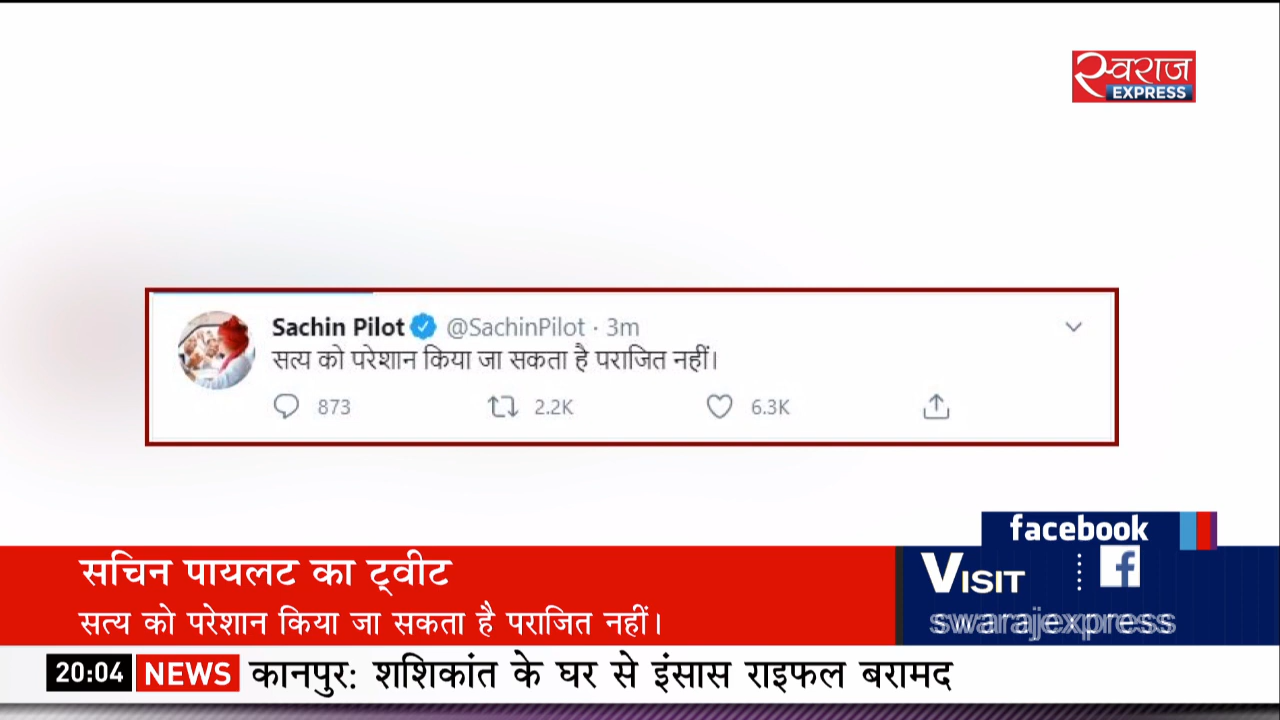 स्वराज
EXPRESS
Sachin Pilot @SachinPilot · 3m
सत्य को परेशान किया जा सकता है पराजित नहीं।
873 2.2K 6.3K
facebook
सचिन पायलट का ट्वीट
VISIT
सत्य को परेशान किया जा सकता है पराजित नहीं।
swarajexpress
20:04 NEWS कानपुर: शशिकांत के घर से इंसास राइफल बरामद